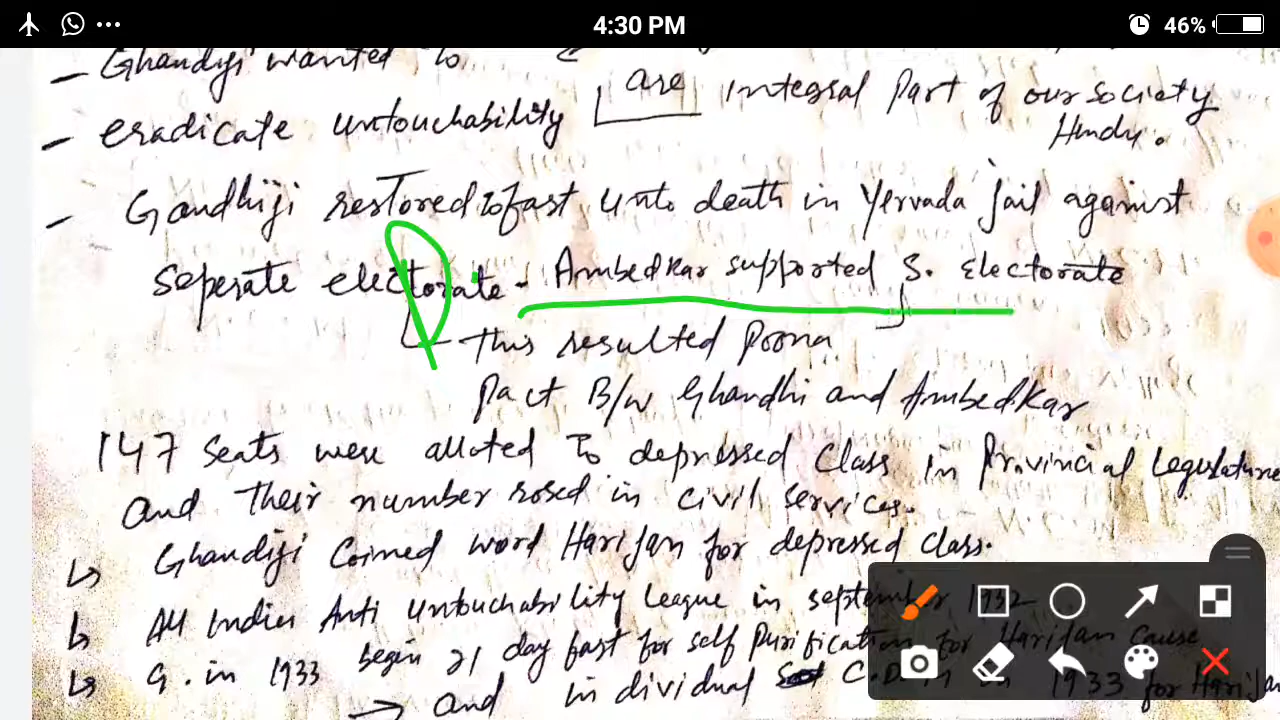 4:30 PM
46%
- Ghandiji wanted to
are integral part of our society
- eradicate untouchability
Hindu.
- Gandhiji restored to fast unto death in Yervada Jail against
seperate electorate - Ambedkar supported S. Electorate
This resulted Poona
Pact B/w Ghandhi and Ambedkar
147 Seats were alloted To depressed Class in Provincial Legislature
and Their number rosed in civil services.
↳ Ghandiji Coined word Harijan for depressed class.
↳ All Indies Anti Untouchability League in september 1932
↳ G. in 1933 begin 21 day fast for self Purification for Harijan Cause
→ and individual C.D. 1933 for Harijan